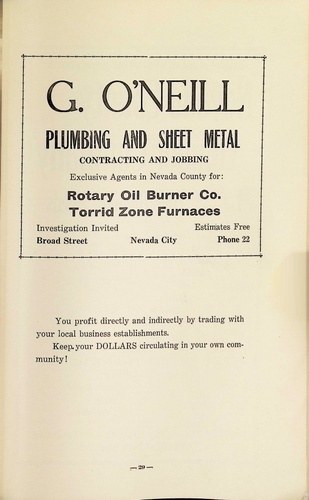 G. O'NEILL
PLUMBING AND SHEET METAL
CONTRACTING AND JOBBING
Exclusive Agents in Nevada County for:
Rotary Oil Burner Co.
Torrid Zone Furnaces
Investigation Invited Estimates Free
Broad Street Nevada City Phone 22
You profit directly and indirectly by trading with
your local business establishments.
Keep your DOLLARS circulating in your own com-
munity!
—29—